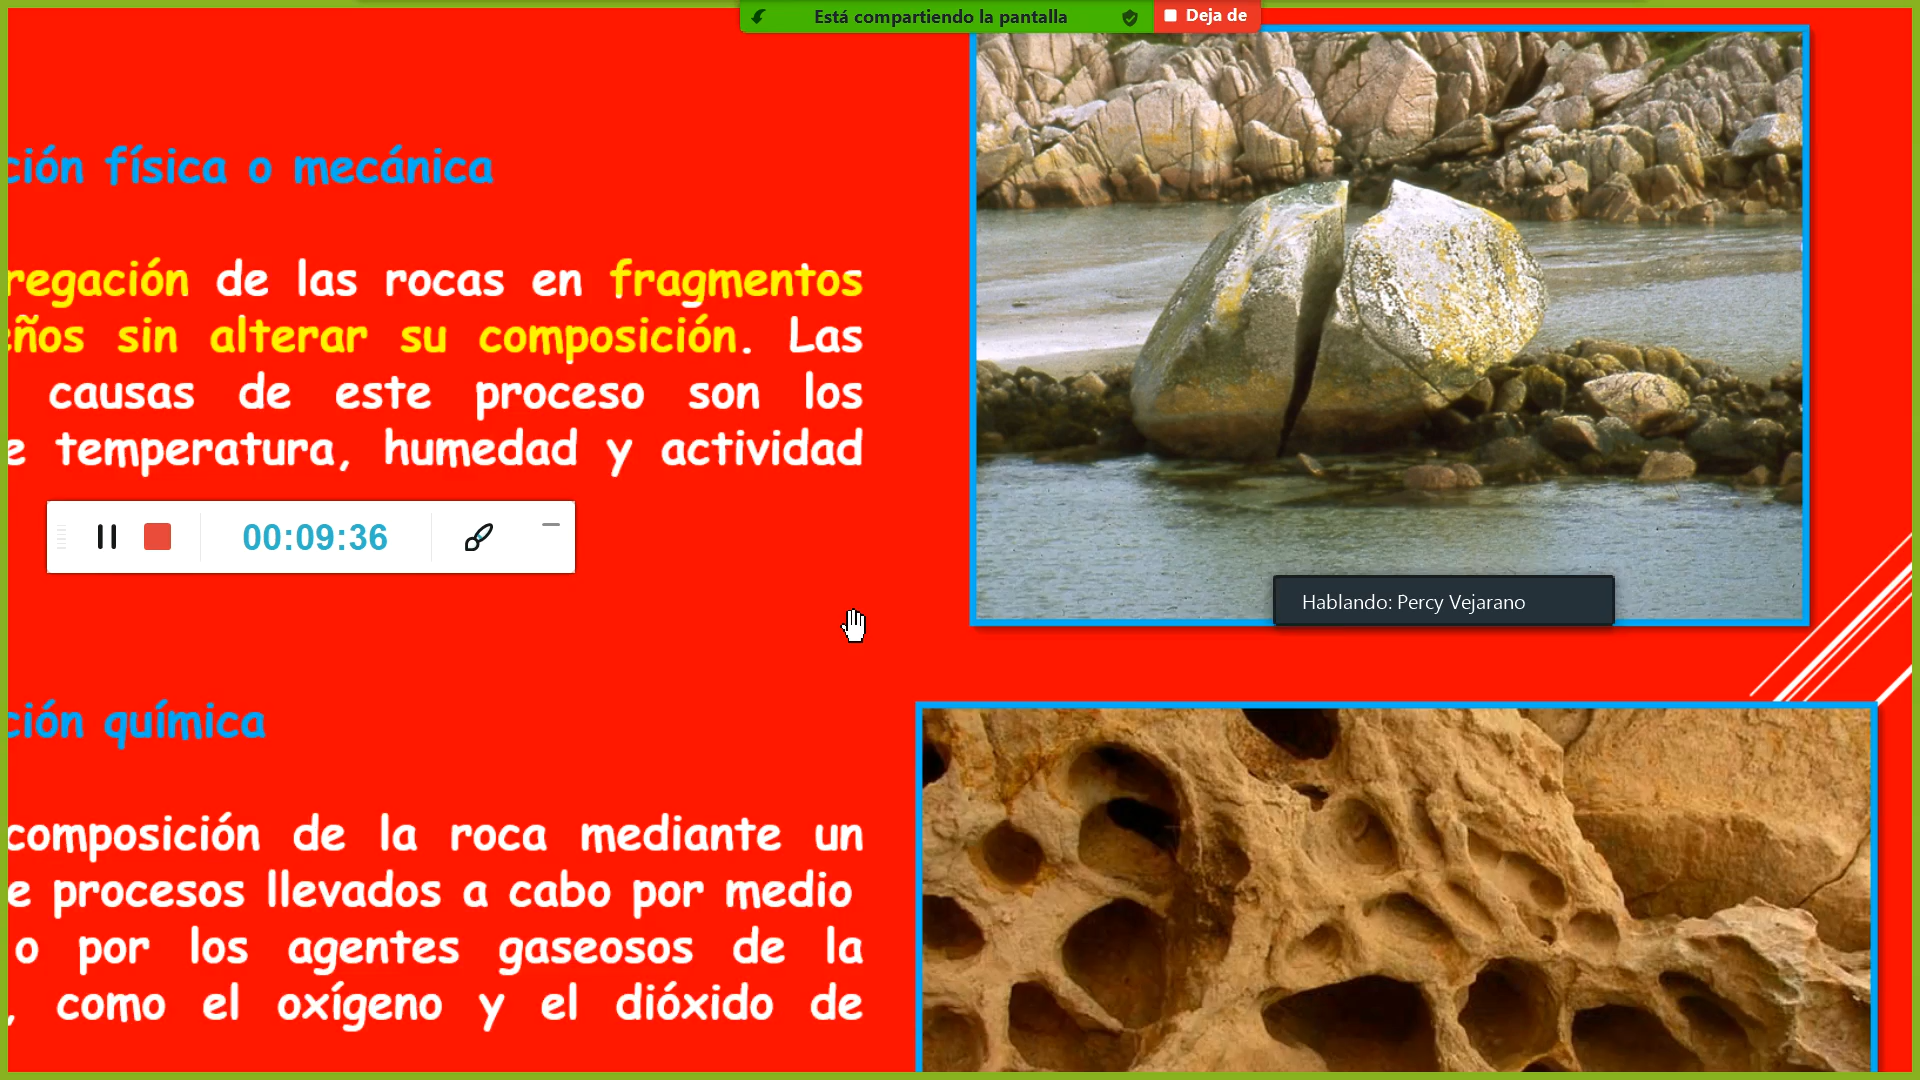 Está compartiendo la pantalla
Deja de
ción física o mecánica
regación de las rocas en fragmentos
eños sin alterar su composición. Las
causas de este proceso son los
e temperatura, humedad y actividad
00:09:36
Hablando: Percy Vejarano
ción química
composición de la roca mediante un
e procesos llevados a cabo por medio
o por los agentes gaseosos de la
, como el oxígeno y el dióxido de